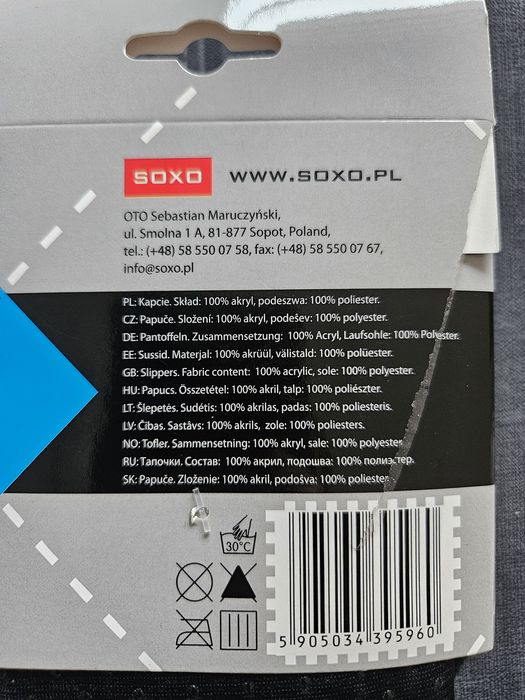 SOXO WWW.SOXO.PL
OTO Sebastian Maruczyński,
ul. Smolna 1 A, 81-877 Sopot, Poland,
tel.: (+48) 58 550 07 58, fax: (+48) 58 550 07 67,
info@soxo.pl
PL: Kapcie. Skład: 100% akryl, podeszwa: 100% poliester.
CZ: Papuče. Složení: 100% akryl, podešev: 100% polyester.
DE: Pantoffeln. Zusammensetzung: 100% Acryl, Laufsohle: 100% Polyester.
EE: Sussid. Materjal: 100% akrüül, välistald: 100% polüester.
GB: Slippers. Fabric content: 100% acrylic, sole: 100% polyester.
HU: Papucs. Összetétel: 100% akril, talp: 100% poliészter.
LT: Šlepetės. Sudėtis: 100% akrilas, padas: 100% poliesteris.
LV: Čības. Sastāvs: 100% akrils, zole: 100% poliesters.
NO: Tofler. Sammensetning: 100% akryl, sale: 100% polyester
RU: Тапочки. Состав: 100% акрил, подошва: 100% полиэстер.
SK: Papuče. Zloženie: 100% akril, podošva: 100% polyester.
30°C
5 905034 395960